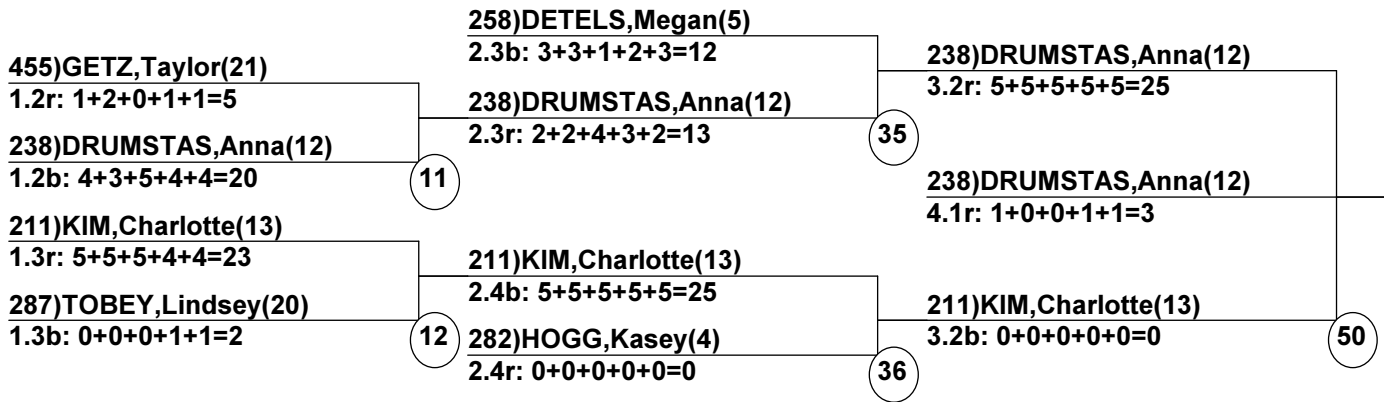 455)GETZ,Taylor(21)
1.2r: 1+2+0+1+1=5
238)DRUMSTAS,Anna(12)
1.2b: 4+3+5+4+4=20
11
211)KIM,Charlotte(13)
1.3r: 5+5+5+4+4=23
287)TOBEY,Lindsey(20)
1.3b: 0+0+0+1+1=2
12
258)DETELS,Megan(5)
2.3b: 3+3+1+2+3=12
238)DRUMSTAS,Anna(12)
2.3r: 2+2+4+3+2=13
35
211)KIM,Charlotte(13)
2.4b: 5+5+5+5+5=25
282)HOGG,Kasey(4)
2.4r: 0+0+0+0+0=0
36
238)DRUMSTAS,Anna(12)
3.2r: 5+5+5+5+5=25
238)DRUMSTAS,Anna(12)
4.1r: 1+0+0+1+1=3
211)KIM,Charlotte(13)
3.2b: 0+0+0+0+0=0
50